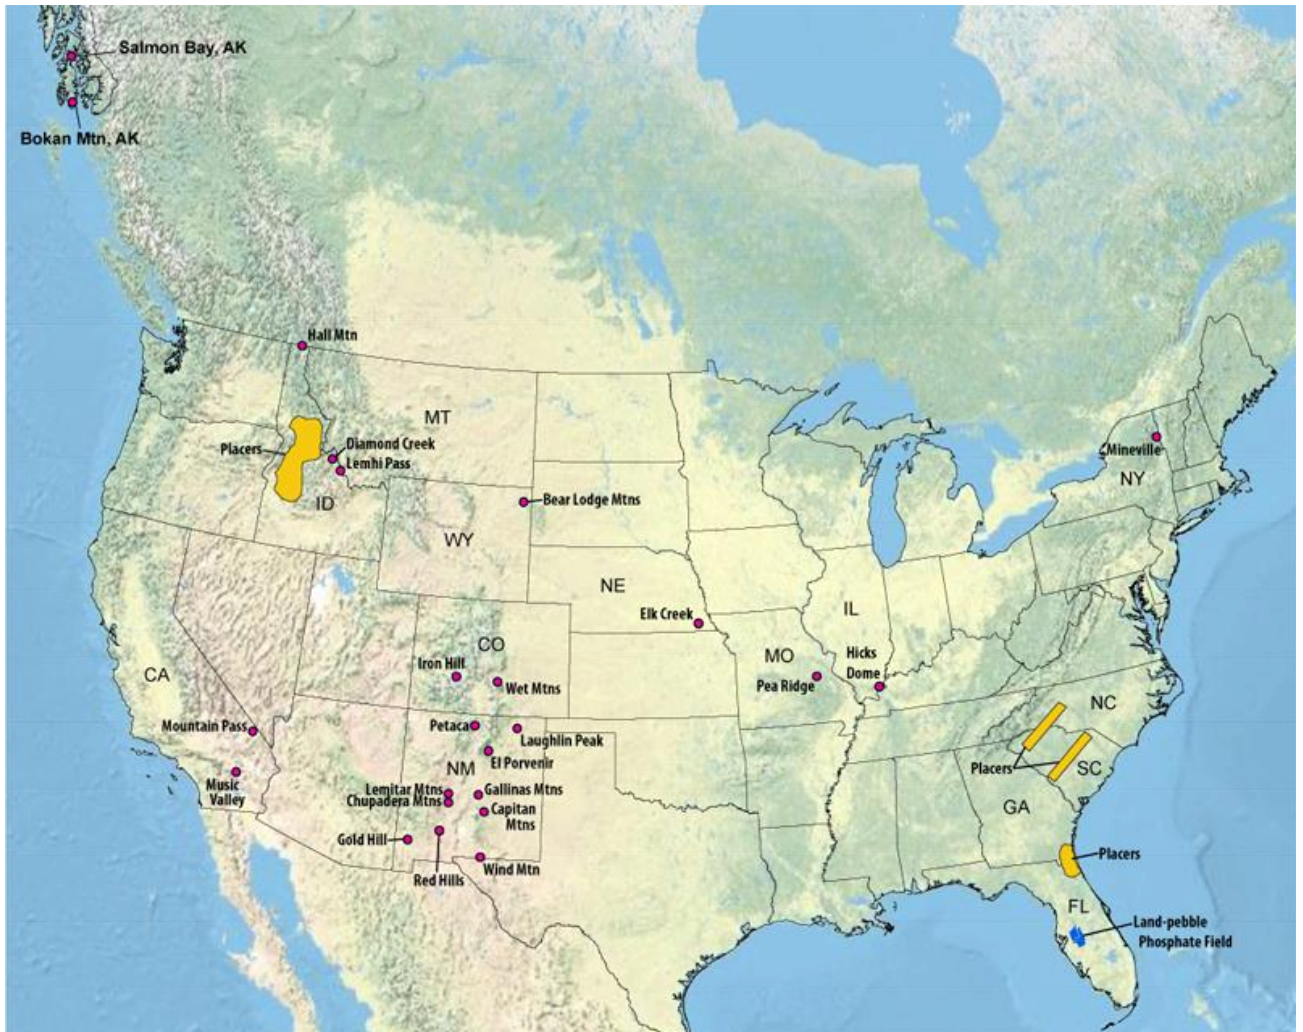 Salmon Bay, AK
Bokan Mtn, AK
Hall Mtn
MT
Placers
Diamond Creek
Lemhi Pass
ID
Bear Lodge Mtns
WY
Mineville
NY
NE
Elk Creek
IL
CO
Iron Hill
Wet Mtns
MO
Pea Ridge
Hicks
Dome
CA
Mountain Pass
Music
Valley
Petaca
Laughlin Peak
El Porvenir
NM
Lemitar Mtns
Chupadera Mtns
Gallinas Mtns
Capitan
Mtns
Gold Hill
Red Hills
Wind Mtn
NC
Placers
SC
GA
Placers
FL
Land-pebble
Phosphate Field